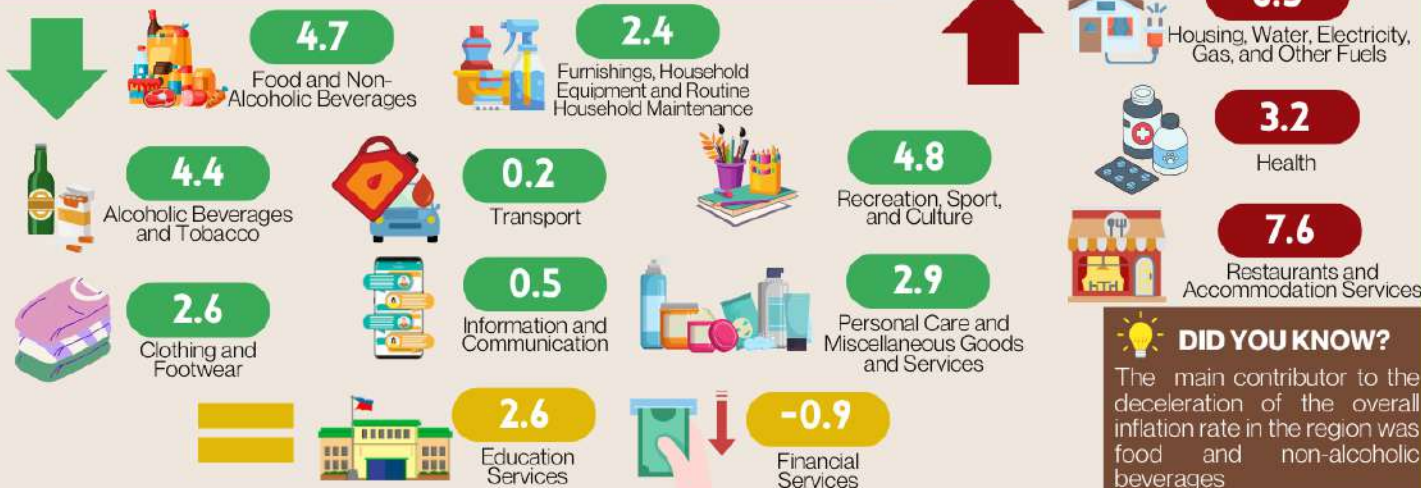 4.7
Food and Non-
Alcoholic Beverages
2.4
Furnishings, Household
Equipment and Routine
Household Maintenance
4.4
Alcoholic Beverages
and Tobacco
0.2
Transport
4.8
Recreation, Sport,
and Culture
2.6
Clothing and
Footwear
0.5
Information and
Communication
2.9
Personal Care and
Miscellaneous Goods
and Services
2.6
Education
Services
-0.9
Financial
Services
Housing, Water, Electricity,
Gas, and Other Fuels
3.2
Health
7.6
Restaurants and
Accommodation Services
DID YOU KNOW?
The main contributor to the
deceleration of the overall
inflation rate in the region was
food and non-alcoholic
beverages